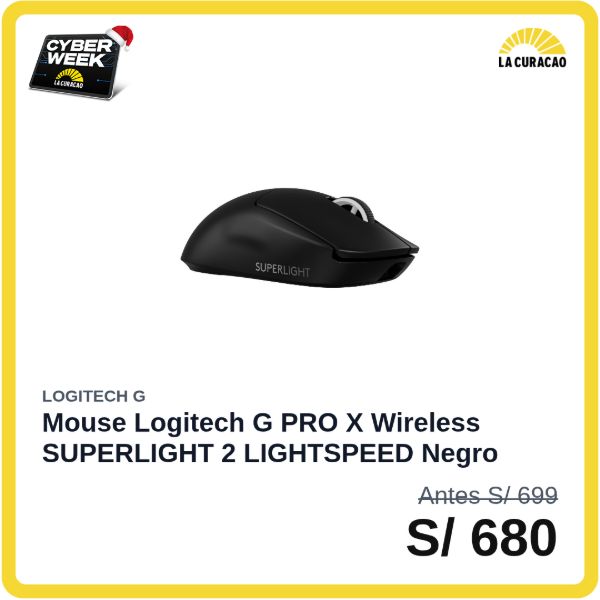 CYBER
WEEK
LA CURACAO
LA CURACAO
SUPERLIGHT
LOGITECH G
Mouse Logitech G PRO X Wireless
SUPERLIGHT 2 LIGHTSPEED Negro
Antes S/ 699
S/ 680